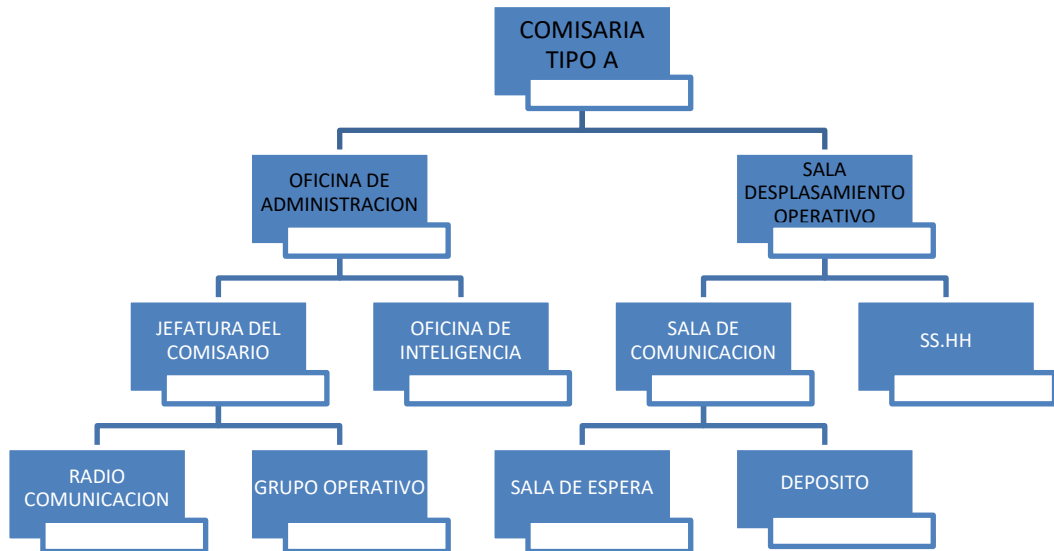 COMISARIA
TIPO A
OFICINA DE
ADMINISTRACION
SALA
DESPLASAMIENTO
OPERATIVO
JEFATURA DEL
COMISARIO
OFICINA DE
INTELIGENCIA
SALA DE
COMUNICACION
SS.HH
RADIO
COMUNICACION
GRUPO OPERATIVO
SALA DE ESPERA
DEPOSITO